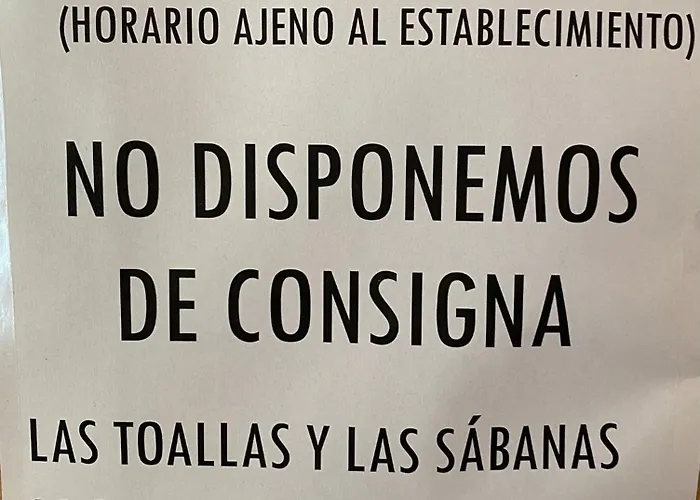 (HORARIO AJENO AL ESTABLECIMIENTO)
NO DISPONEMOS
DE CONSIGNA
LAS TOALLAS Y LAS SÁBANAS